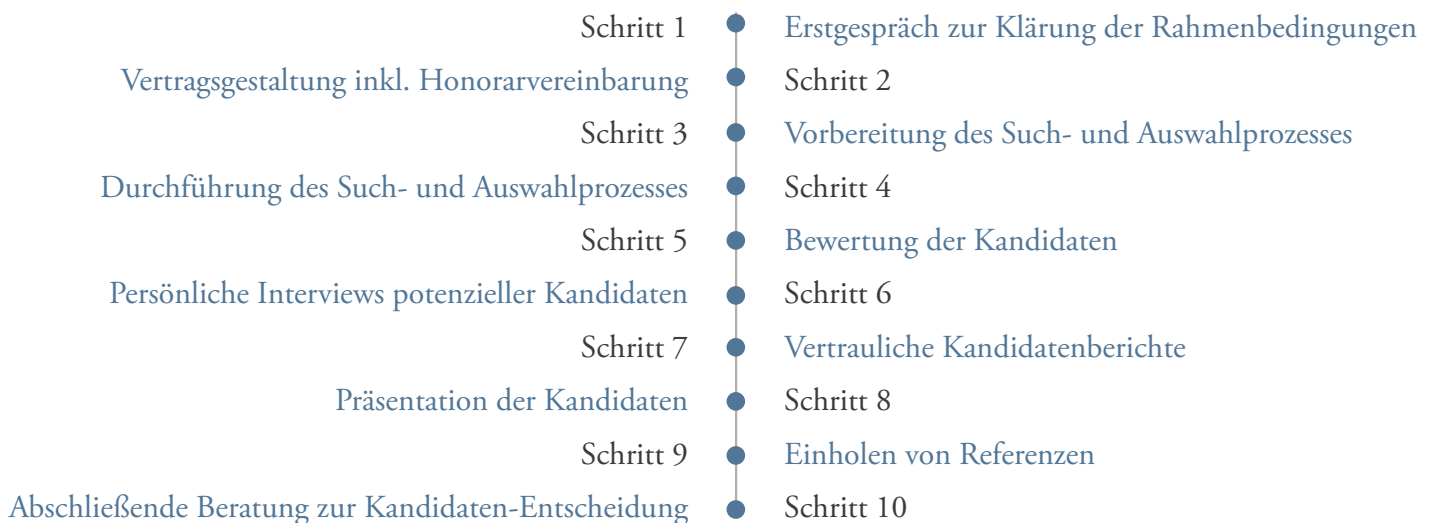 Schritt 1 Erstgespräch zur Klärung der Rahmenbedingungen
Vertragsgestaltung inkl. Honorarvereinbarung Schritt 2
Schritt 3 Vorbereitung des Such- und Auswahlprozesses
Durchführung des Such- und Auswahlprozesses Schritt 4
Schritt 5 Bewertung der Kandidaten
Persönliche Interviews potenzieller Kandidaten Schritt 6
Schritt 7 Vertrauliche Kandidatenberichte
Präsentation der Kandidaten Schritt 8
Schritt 9 Einholen von Referenzen
Abschließende Beratung zur Kandidaten-Entscheidung Schritt 10